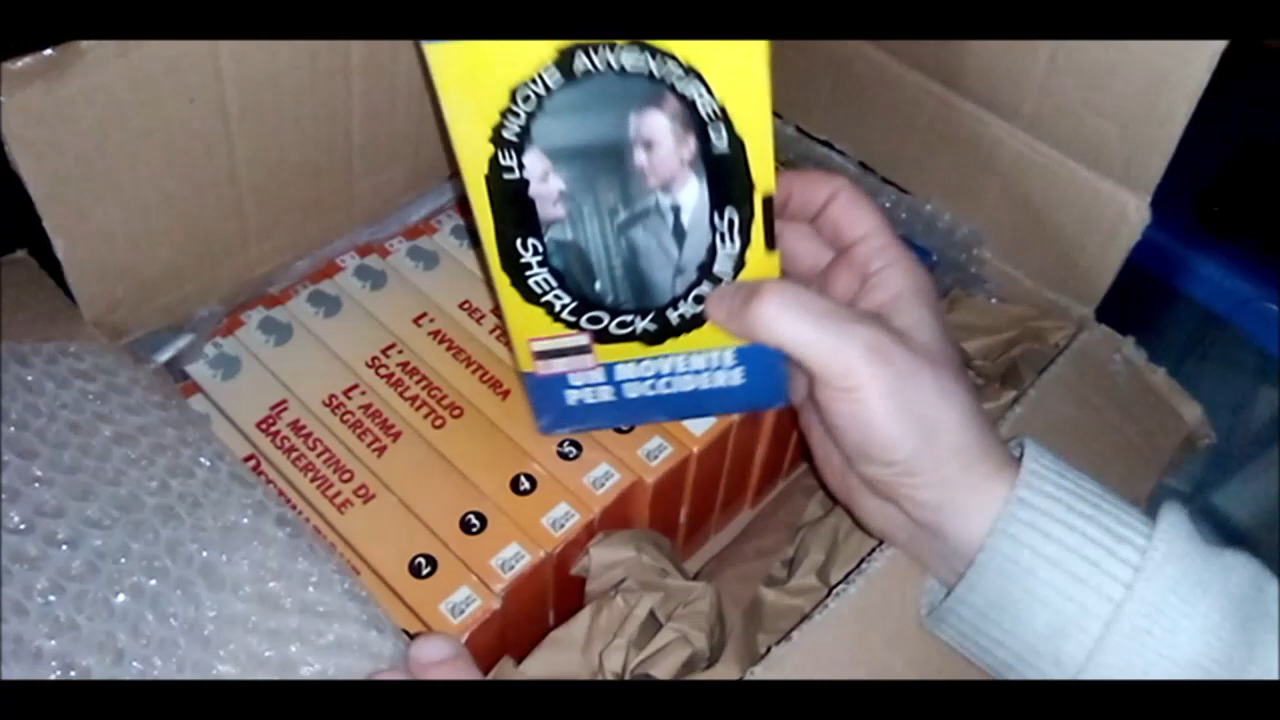 LE NUOVE AVVENTURE DI
SHERLOCK HOLMES
UN MOVENTE
PER UCCIDERE
DEL TE
L'AVVENTURA
L'ARTIGLIO
SCARLATTO
L'ARMA
SEGRETA
IL MASTINO DI
BASKERVILLE
5
4
3
2